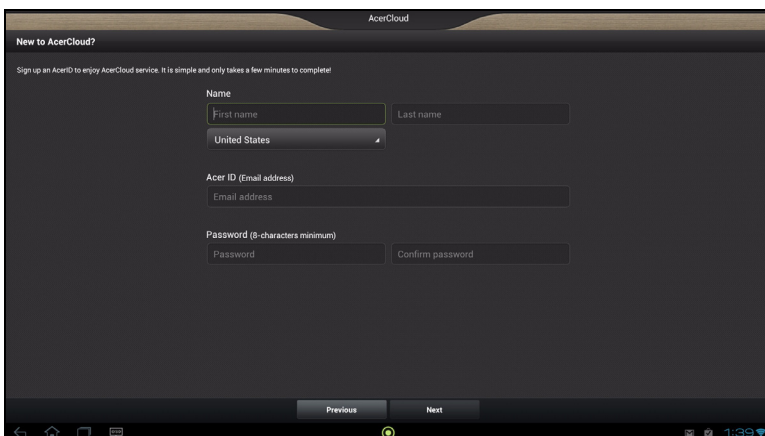 AcerCloud
New to AcerCloud?
Sign up an AcerID to enjoy AcerCloud service. It is simple and only takes a few minutes to complete!
Name
First name Last name
United States
Acer ID (Email address)
Email address
Password (8-characters minimum)
Password Confirm password
Previous Next
1:39